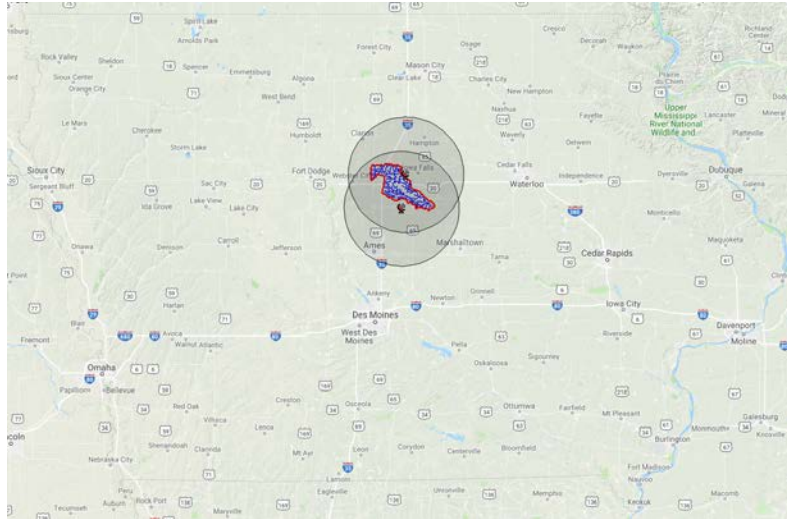 Spirit Lake
Arnolds Park
Rock Valley
Sheldon
Spencer
Emmetsburg
Algona
Forest City
Osage
Cresco
Decorah
Waukon
Richland Center
Sioux Center
Orange City
West Bend
Clear Lake
Mason City
Charles City
New Hampton
Prairie du Chien
Nashua
Fayette
Upper Mississippi River National Wildlife and
Lancaster
Mineral
Platteville
Le Mars
Cherokee
Storm Lake
Humboldt
Clarion
Hampton
Waverly
Oelwein
Sioux City
Sergeant Bluff
Sac City
Fort Dodge
Webster City
Iowa Falls
Cedar Falls
Waterloo
Independence
Dyersville
Dubuque
Galena
Ida Grove
Lake View
Lake City
Monticello
Onawa
Denison
Carroll
Jefferson
Ames
Marshalltown
Tama
Cedar Rapids
Maquoketa
Harlan
Ankeny
Newton
Grinnell
Iowa City
Blair
Avoca
Walnut
Atlantic
Des Moines
West Des Moines
Davenport
Moline
Fremont
Pella
Riverside
Omaha
Papillion
Bellevue
Oskaloosa
Sigourney
Red Oak
Creston
Osceola
Ottumwa
Fairfield
Mt Pleasant
Villisca
Lenoa
Galesburg
Knoxville
Monmouth
Burlington
Shenandoah
Clarinda
Mt Ayr
Leon
Corydon
Centerville
Bloomfield
Nebraska City
Lamoni
Fort Madison
Nauvoo
Peru
Auburn
Rock Port
Tecumseh
Maryville
Eagleville
Unionville
Memphis
Keokuk
Macomb